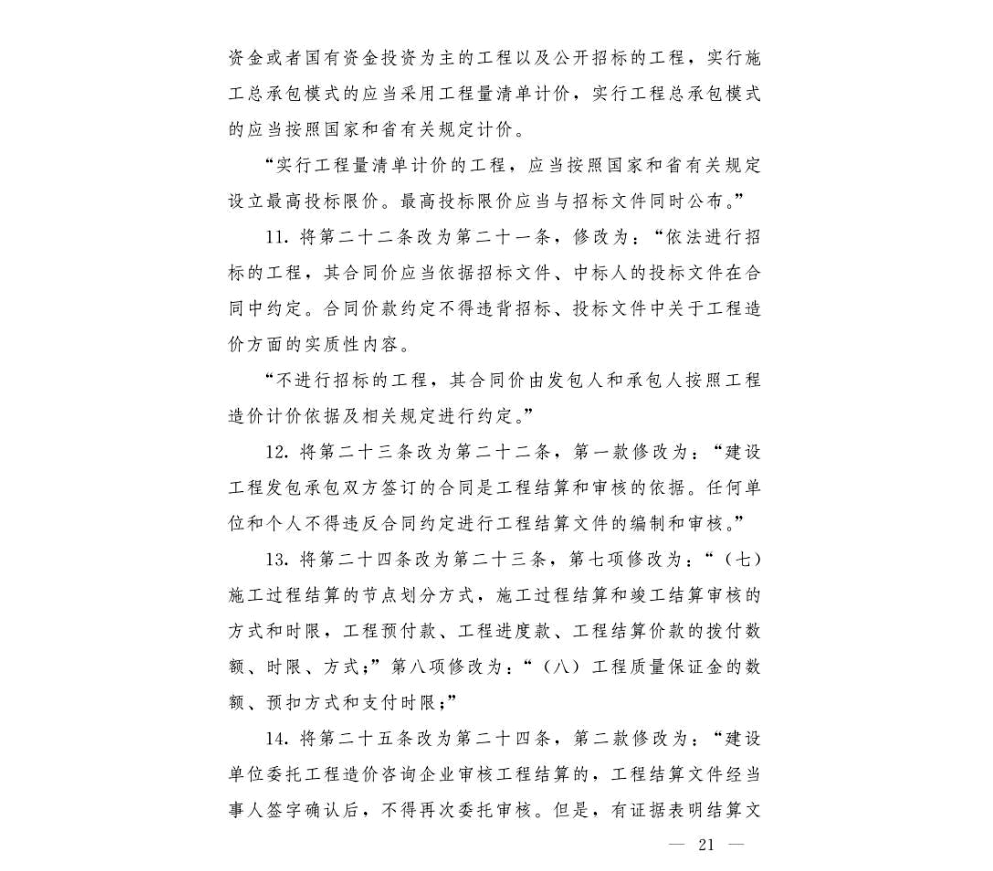 资金或者国有资金投资为主的工程以及公开招标的工程，实行施
工总承包模式的应当采用工程量清单计价，实行工程总承包模式
的应当按照国家和省有关规定计价。
“实行工程量清单计价的工程，应当按照国家和省有关规定
设立最高投标限价。最高投标限价应当与招标文件同时公布。”
11. 将第二十二条改为第二十一条，修改为：“依法进行招
标的工程，其合同价应当依据招标文件、中标人的投标文件在合
同中约定。合同价款约定不得违背招标、投标文件中关于工程造
价方面的实质性内容。
“不进行招标的工程，其合同价由发包人和承包人按照工程
造价计价依据及相关规定进行约定。”
12. 将第二十三条改为第二十二条，第一款修改为：“建设
工程发包承包双方签订的合同是工程结算和审核的依据。任何单
位和个人不得违反合同约定进行工程结算文件的编制和审核。”
13. 将第二十四条改为第二十三条，第七项修改为：“（七）
施工过程结算的节点划分方式，施工过程结算和竣工结算审核的
方式和时限，工程预付款、工程进度款、工程结算价款的拨付数
额、时限、方式；”第八项修改为：“（八）工程质量保证金的数
额、预扣方式和支付时限；”
14. 将第二十五条改为第二十四条，第二款修改为：“建设
单位委托工程造价咨询企业审核工程结算的，工程结算文件经当
事人签字确认后，不得再次委托审核。但是，有证据表明结算文
— 21 —